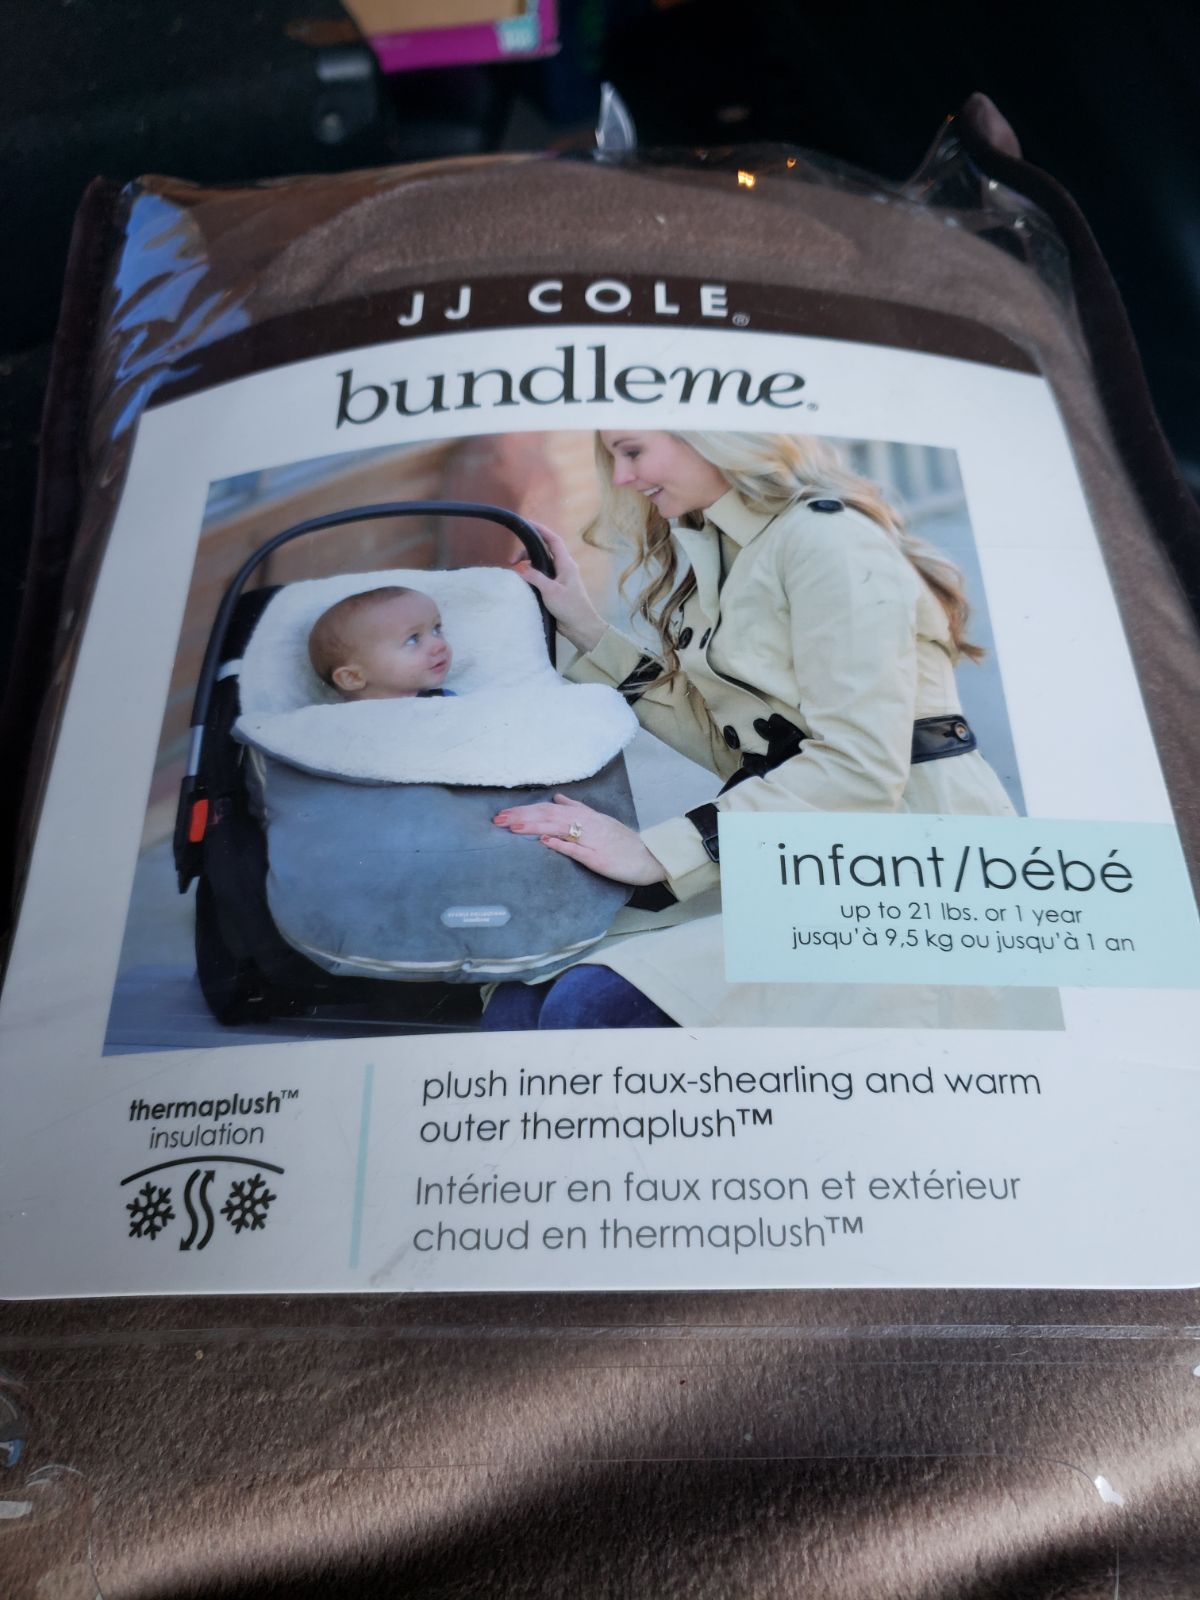 JJ COLE®
bundleme®
infant/bébé
up to 21 lbs. or 1 year
jusqu'à 9,5 kg ou jusqu'à 1 an
thermaplush™
insulation
plush inner faux-shearling and warm
outer thermaplush™
Intérieur en faux rason et extérieur
chaud en thermaplush™